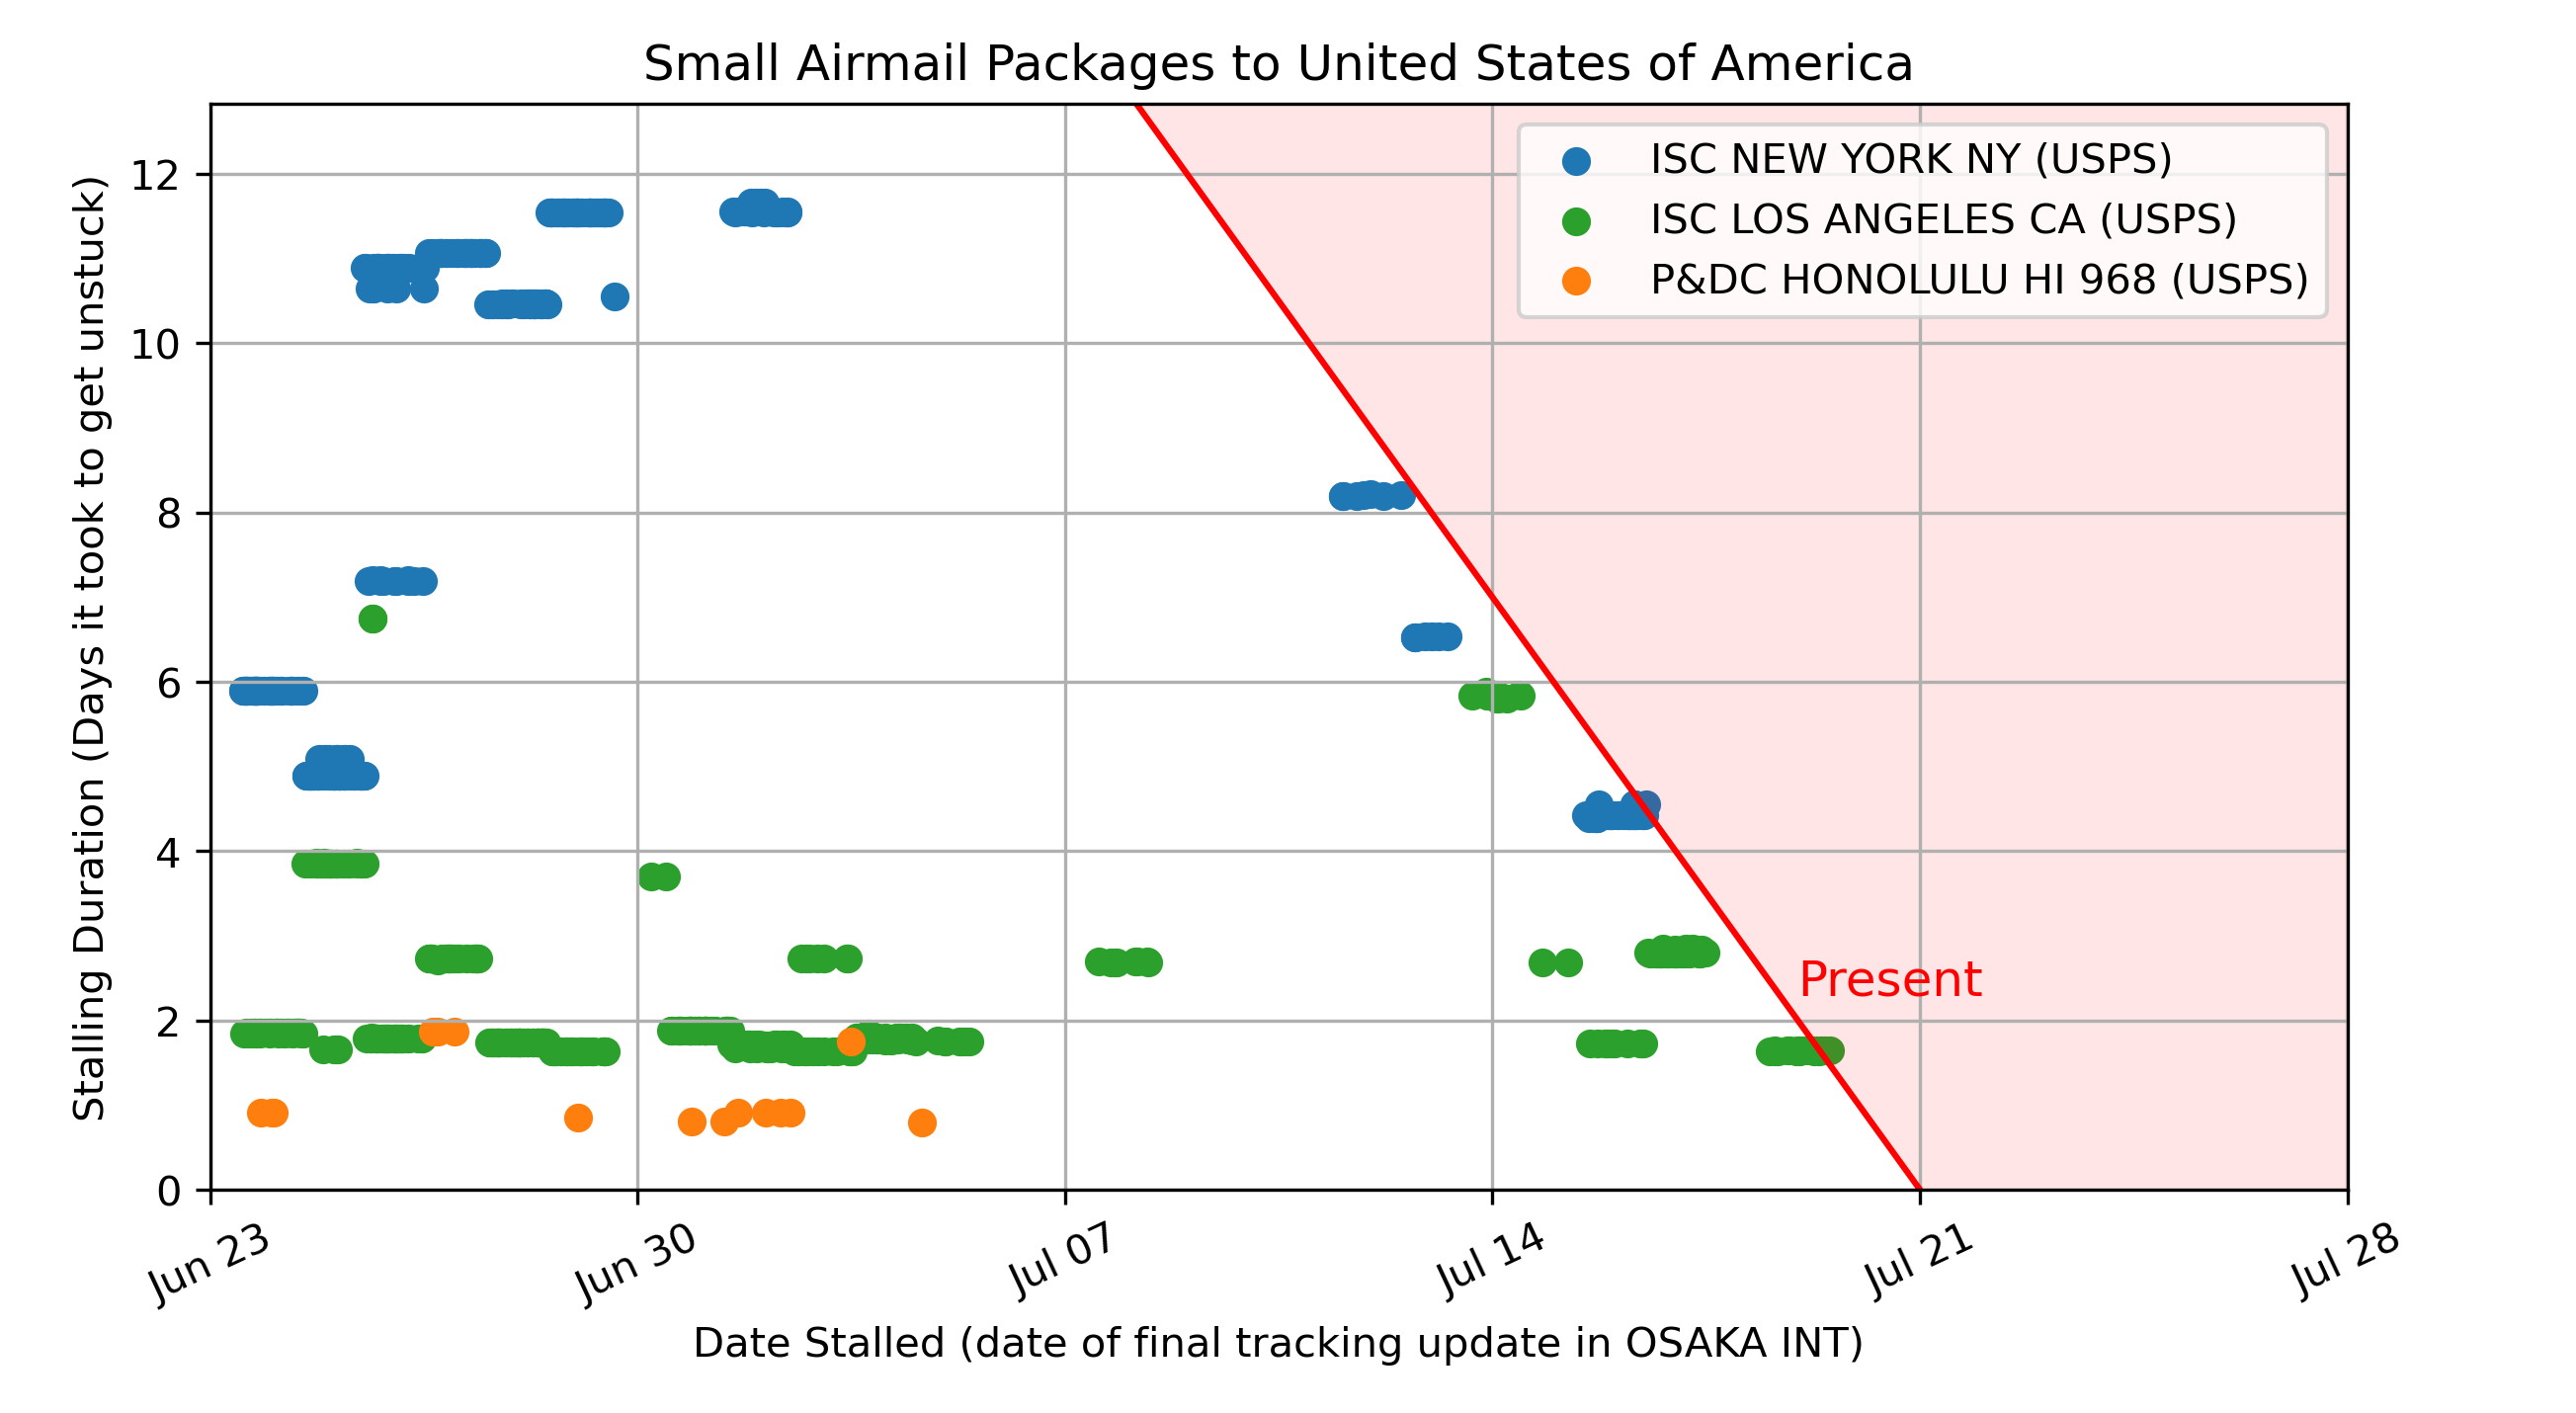 Small Airmail Packages to United States of America
Stalling Duration (Days it took to get unstuck)
12
10
8
6
4
2
0
ISC NEW YORK NY (USPS)
ISC LOS ANGELES CA (USPS)
P&DC HONOLULU HI 968 (USPS)
Present
Jun 23
Jun 30
Jul 07
Jul 14
Jul 21
Jul 28
Date Stalled (date of final tracking update in OSAKA INT)